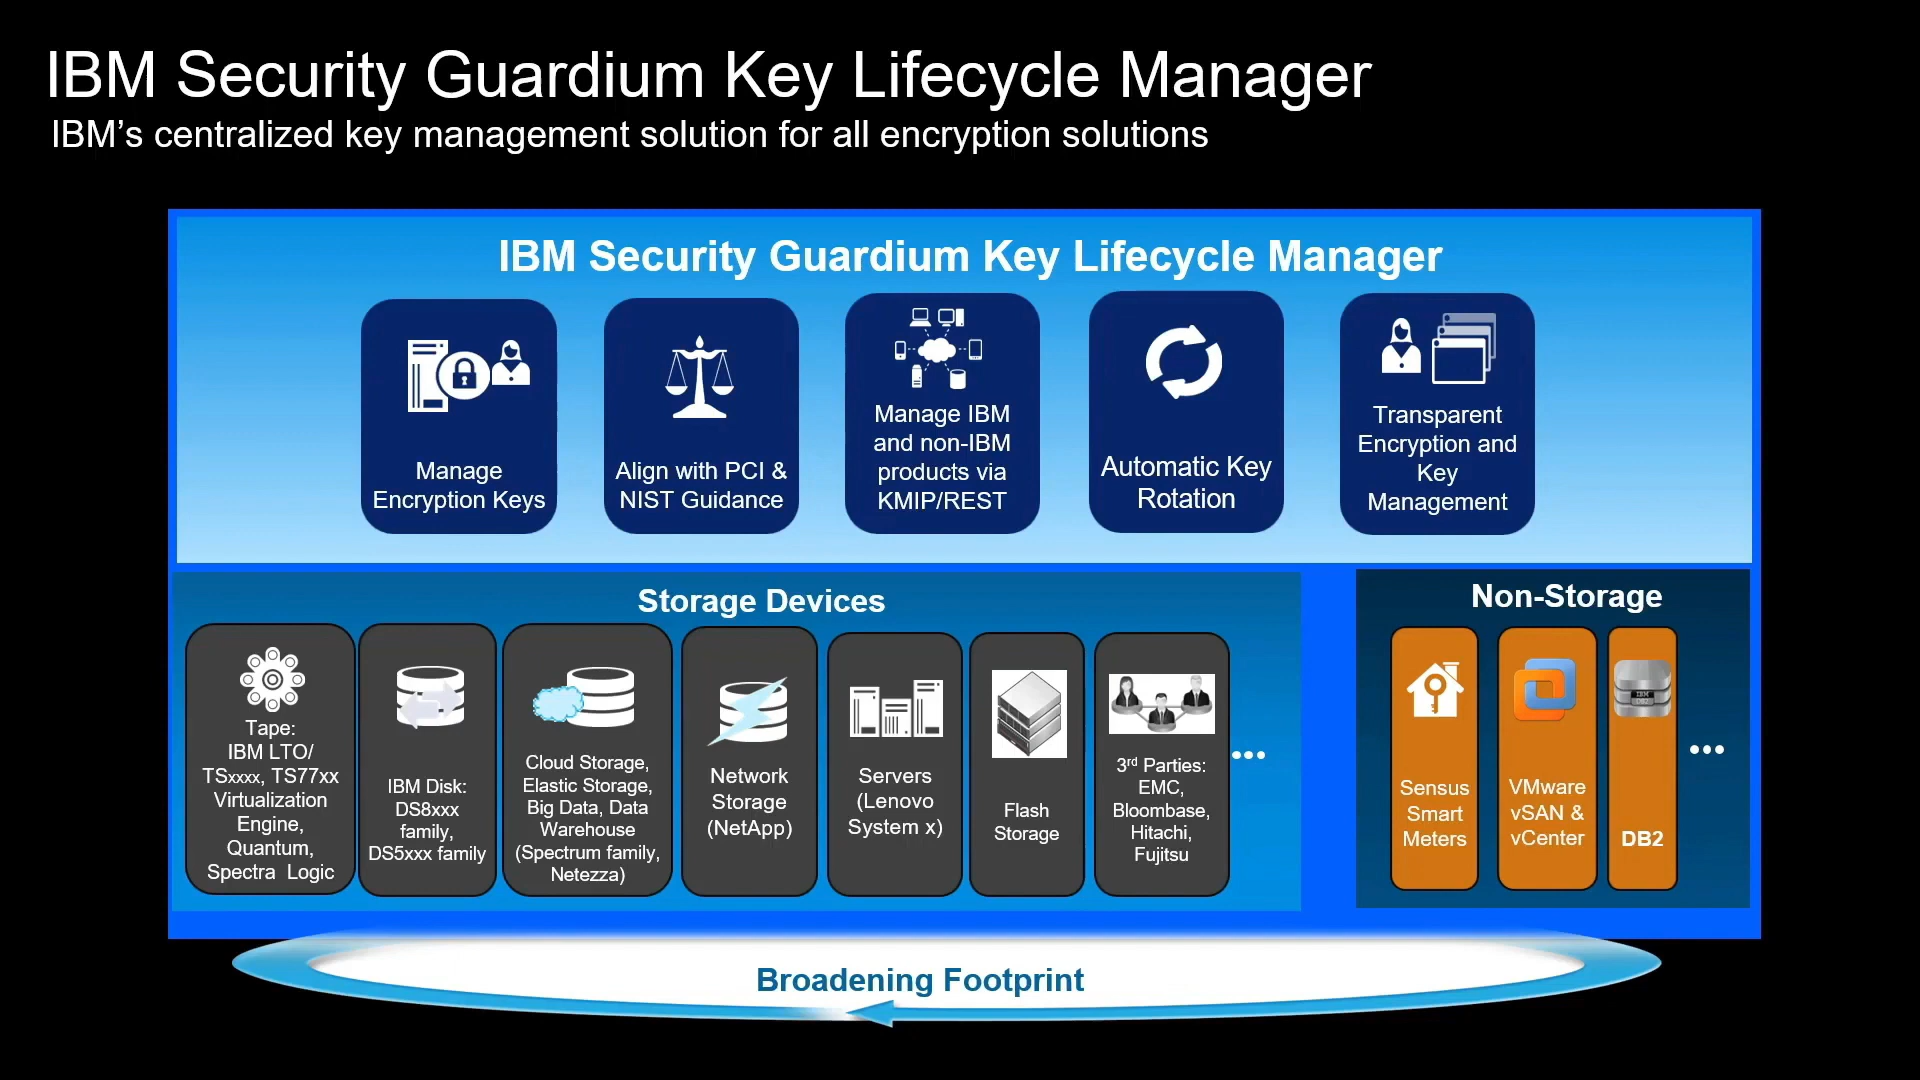 IBM Security Guardium Key Lifecycle Manager
IBM’s centralized key management solution for all encryption solutions
IBM Security Guardium Key Lifecycle Manager
Manage
Encryption Keys
Align with PCI &
NIST Guidance
Manage IBM
and non-IBM
products via
KMIP/REST
Automatic Key
Rotation
Transparent
Encryption and
Key
Management
Storage Devices
Tape:
IBM LTO/
TSxxxx, TS77xx
Virtualization
Engine,
Quantum,
Spectra Logic
IBM Disk:
DS8xxx
family,
DS5xxx family
Cloud Storage,
Elastic Storage,
Big Data, Data
Warehouse
(Spectrum family,
Netezza)
Network
Storage
(NetApp)
Servers
(Lenovo
System x)
Flash
Storage
3rd Parties:
EMC,
Bloombase,
Hitachi,
Fujitsu
...
Non-Storage
Sensus
Smart
Meters
VMware
vSAN &
vCenter
IBM
DB2
DB2
...
Broadening Footprint